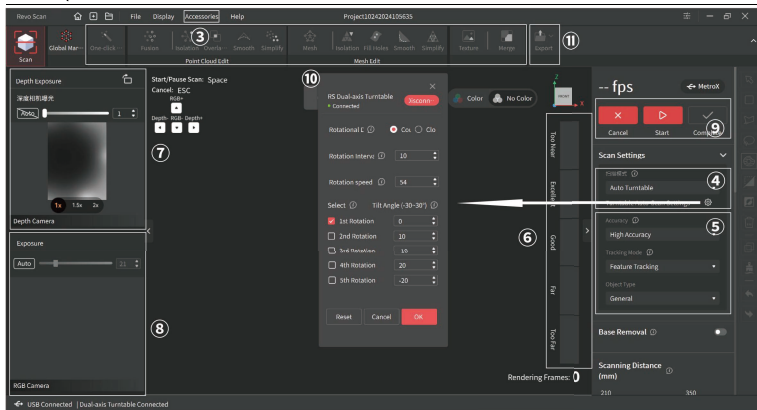 Revo Scan
File Display Accessories Help
Project10242024105635
Scan
Global Mar···
One-click
Fusion
Isolation
Overla···
Smooth
Simplify
Point Cloud Edit
Mesh
Isolation
Fill Holes
Smooth
Simplify
Mesh Edit
Texture
Merge
Export
③
⑪
Depth Exposure
深度相机曝光
Auto
1
1x 1.5x 2x
Depth Camera
Exposure
Auto
21
RGB Camera
⑧
Start/Pause Scan: Space
Cancel: ESC
RGB+
Depth- RGB- Depth+
⑦
⑩
RS Dual-axis Turntable
Connected
Rotation Interv
10
Rotation speed
54
Select
Tilt Angle (-30~30°)
1st Rotation 0
2nd Rotation 10
3rd Rotation -10
4th Rotation 20
5th Rotation -20
Reset Cancel OK
Color
No Color
Z
FRONT
X
Too Near
Excellent
Good
Far
Too Far
⑥
Rendering Frames: 0
-- fps
MetroX
Cancel
Start
⑨
Scan Settings
扫描模式
④
Auto Turntable
Accuracy
⑤
High Accuracy
Tracking Mode
Feature Tracking
Object Type
General
Base Removal
Scanning Distance
(mm)
210 350
USB Connected | Dual-axis Turntable Connected